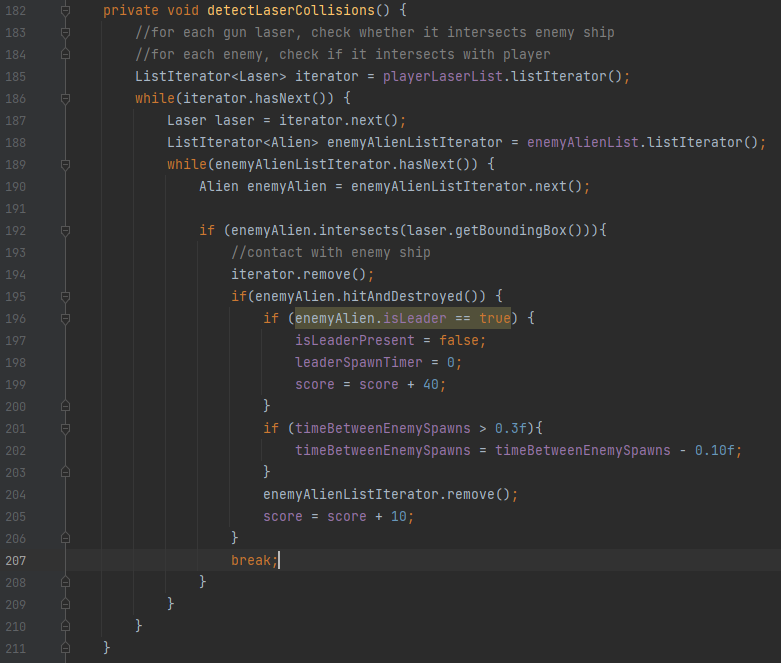 182 private void detectLaserCollisions() {
183 //for each gun laser, check whether it intersects enemy ship
184 //for each enemy, check if it intersects with player
185 ListIterator<Laser> iterator = playerLaserList.listIterator();
186 while(iterator.hasNext()) {
187 Laser laser = iterator.next();
188 ListIterator<Alien> enemyAlienListIterator = enemyAlienList.listIterator();
189 while(enemyAlienListIterator.hasNext()) {
190 Alien enemyAlien = enemyAlienListIterator.next();
191
192 if (enemyAlien.intersects(laser.getBoundingBox())){
193 //contact with enemy ship
194 iterator.remove();
195 if(enemyAlien.hitAndDestroyed()) {
196 if (enemyAlien.isLeader == true) {
197 isLeaderPresent = false;
198 leaderSpawnTimer = 0;
199 score = score + 40;
200 }
201 if (timeBetweenEnemySpawns > 0.3f){
202 timeBetweenEnemySpawns = timeBetweenEnemySpawns - 0.10f;
203 }
204 enemyAlienListIterator.remove();
205 score = score + 10;
206 }
207 break;
208 }
209 }
210 }
211 }